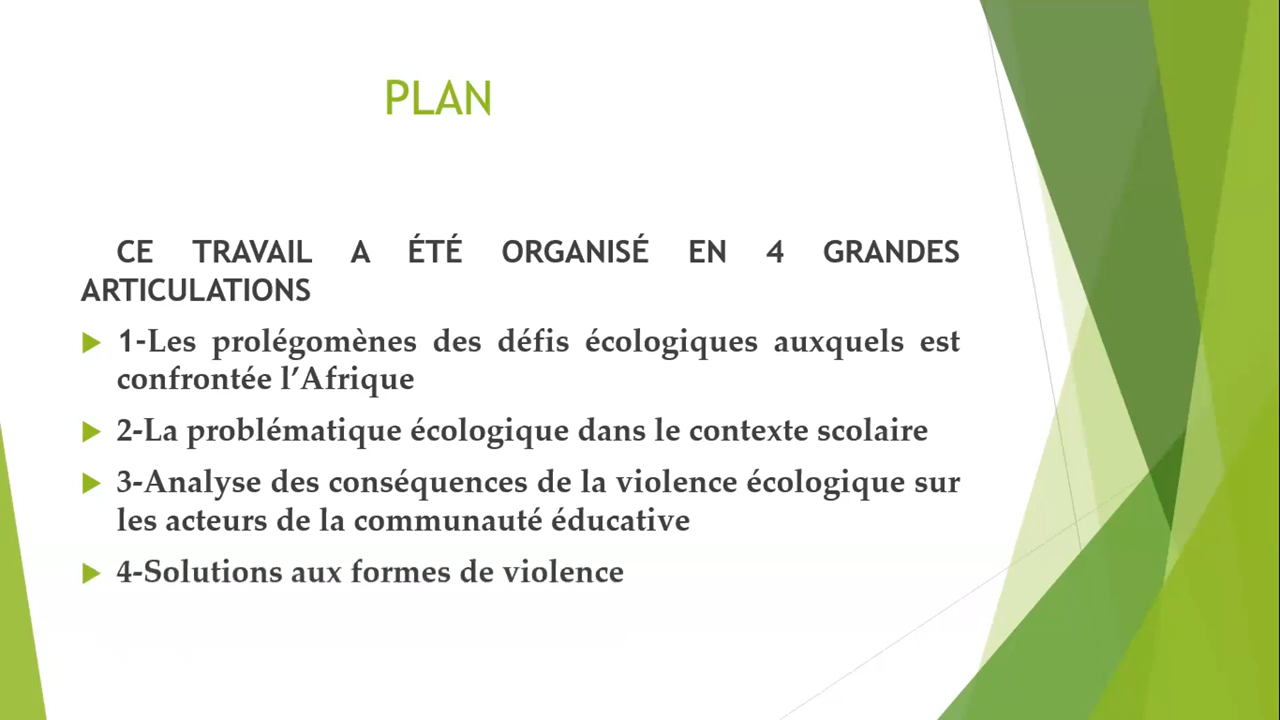 PLAN
CE TRAVAIL A ÉTÉ ORGANISÉ EN 4 GRANDES
ARTICULATIONS
1-Les prolégomènes des défis écologiques auxquels est
confrontée l’Afrique
2-La problématique écologique dans le contexte scolaire
3-Analyse des conséquences de la violence écologique sur
les acteurs de la communauté éducative
4-Solutions aux formes de violence